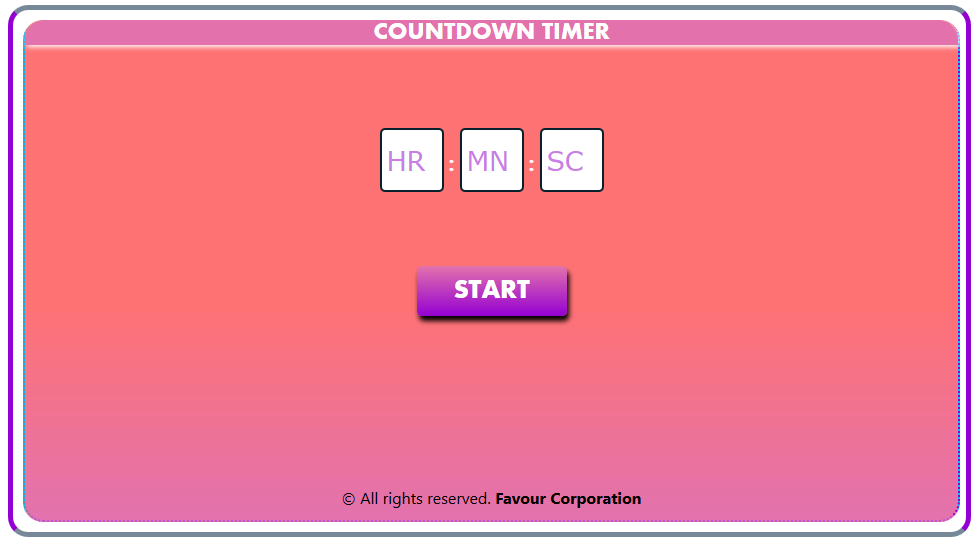 COUNTDOWN TIMER
HR : MN : SC
START
© All rights reserved. Favour Corporation